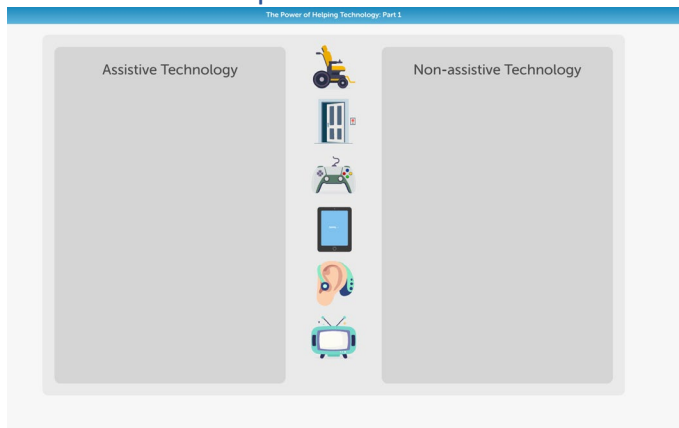 The Power of Helping Technology: Part 1
Assistive Technology
Non-assistive Technology